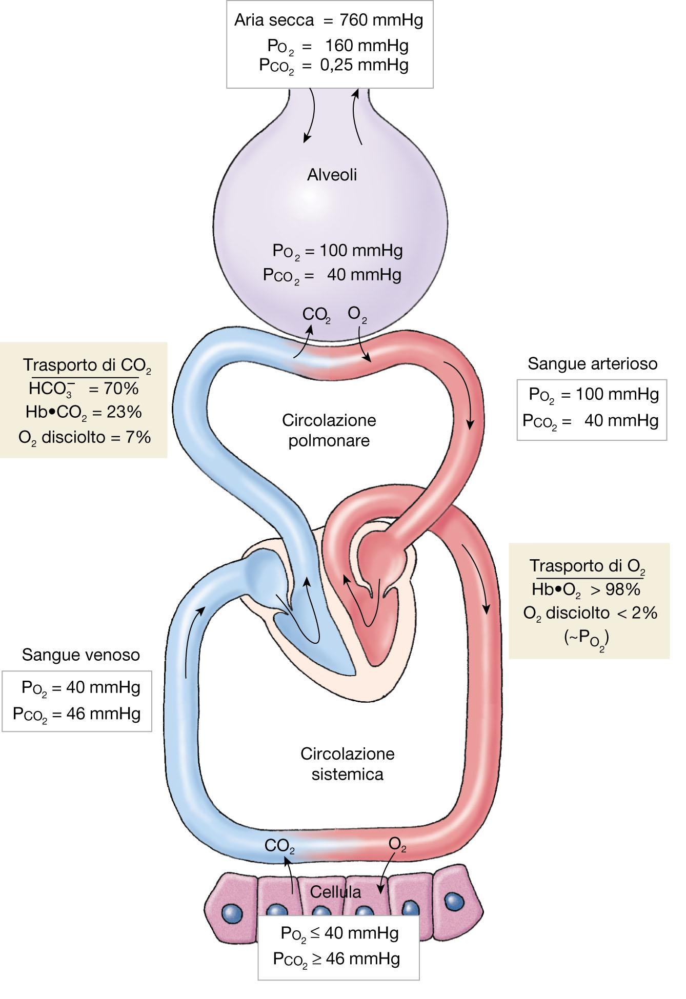 Aria secca = 760 mmHg
PO₂ = 160 mmHg
PCO₂ = 0,25 mmHg
Alveoli
PO₂ = 100 mmHg
PCO₂ = 40 mmHg
CO₂ O₂
Trasporto di CO₂
HCO₃⁻ = 70%
Hb•CO₂ = 23%
O₂ disciolto = 7%
Circolazione
polmonare
Sangue arterioso
PO₂ = 100 mmHg
PCO₂ = 40 mmHg
Trasporto di O₂
Hb•O₂ > 98%
O₂ disciolto < 2%
(~PO₂)
Sangue venoso
PO₂ = 40 mmHg
PCO₂ = 46 mmHg
Circolazione
sistemica
CO₂ O₂
Cellula
PO₂ ≤ 40 mmHg
PCO₂ ≥ 46 mmHg